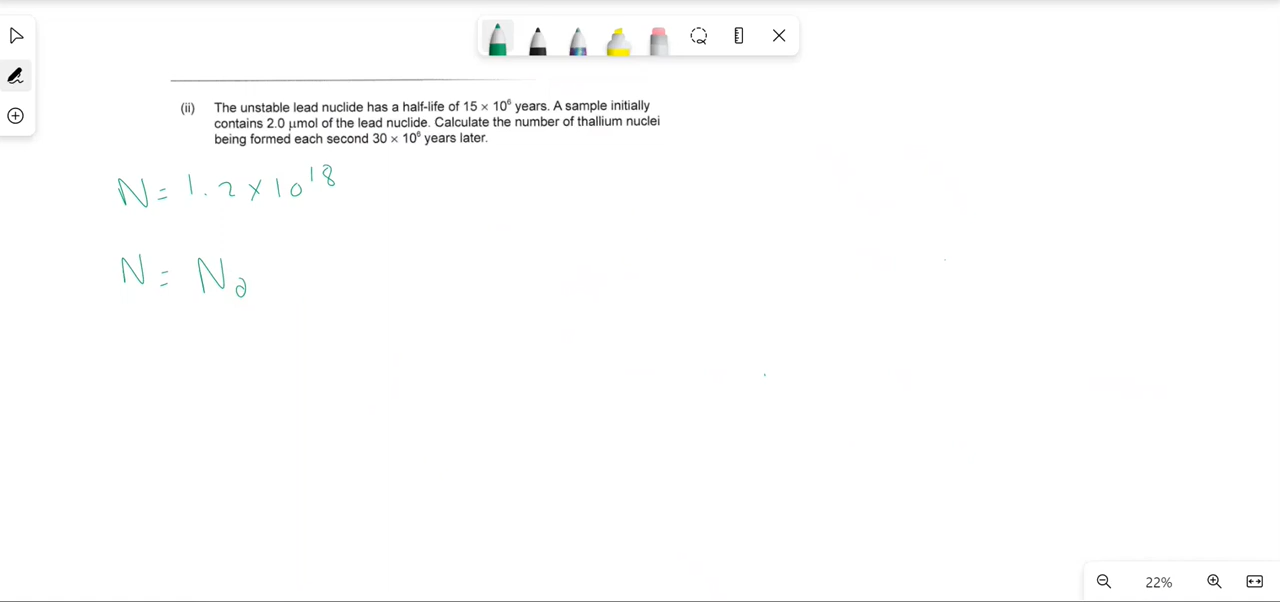 (ii) The unstable lead nuclide has a half-life of 15 × 10⁶ years. A sample initially
contains 2.0 μmol of the lead nuclide. Calculate the number of thallium nuclei
being formed each second 30 × 10⁶ years later.
N = 1.2 × 10¹⁸
N = N₀
22%